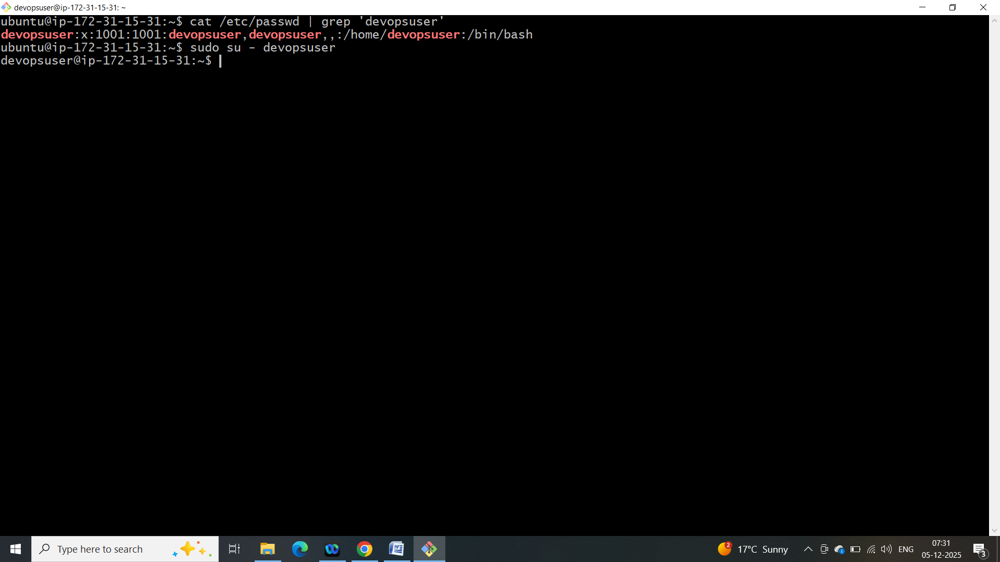 devopsuser@ip-172-31-15-31: ~
ubuntu@ip-172-31-15-31:~$ cat /etc/passwd | grep 'devopsuser'
devopsuser:x:1001:1001:devopsuser,devopsuser,,:/home/devopsuser:/bin/bash
ubuntu@ip-172-31-15-31:~$ sudo su - devopsuser
devopsuser@ip-172-31-15-31:~$
Type here to search
2
17°C Sunny
ENG
07:31
05-12-2025
3